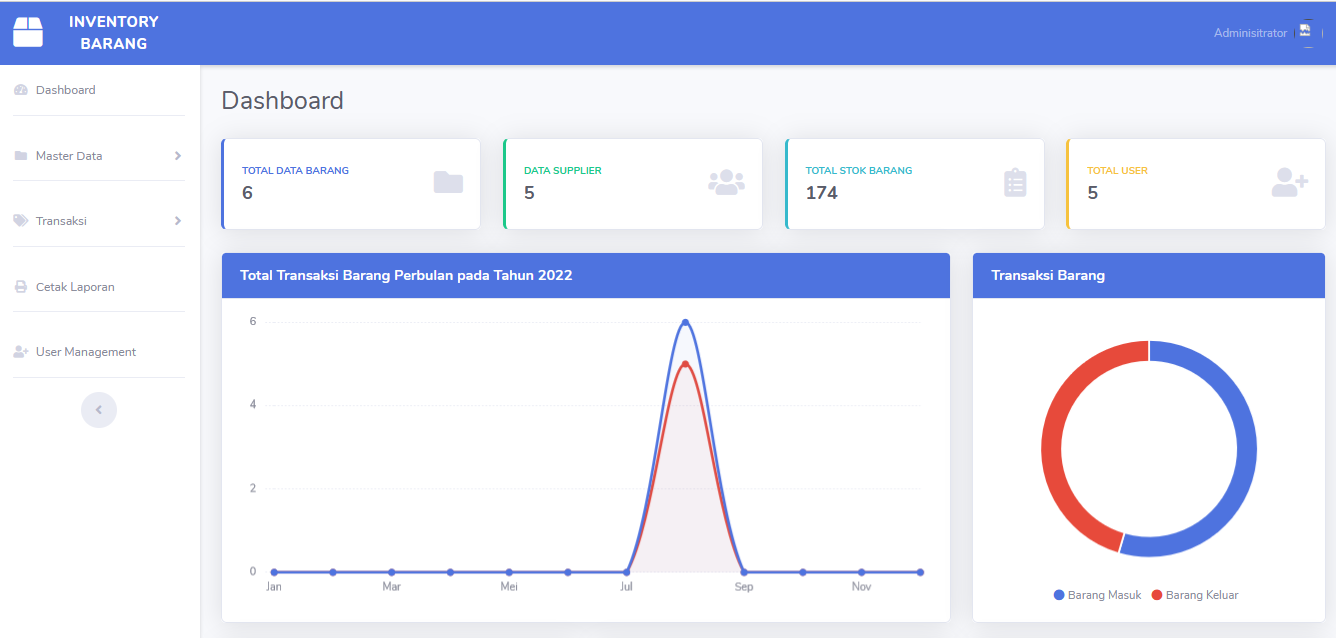 INVENTORY
BARANG
Adminisitrator
Dashboard
Master Data
Transaksi
Cetak Laporan
User Management
Dashboard
TOTAL DATA BARANG
6
DATA SUPPLIER
5
TOTAL STOK BARANG
174
TOTAL USER
5
Total Transaksi Barang Perbulan pada Tahun 2022
6
4
2
0
Jan Mar Mei Jul Sep Nov
Transaksi Barang
Barang Masuk Barang Keluar